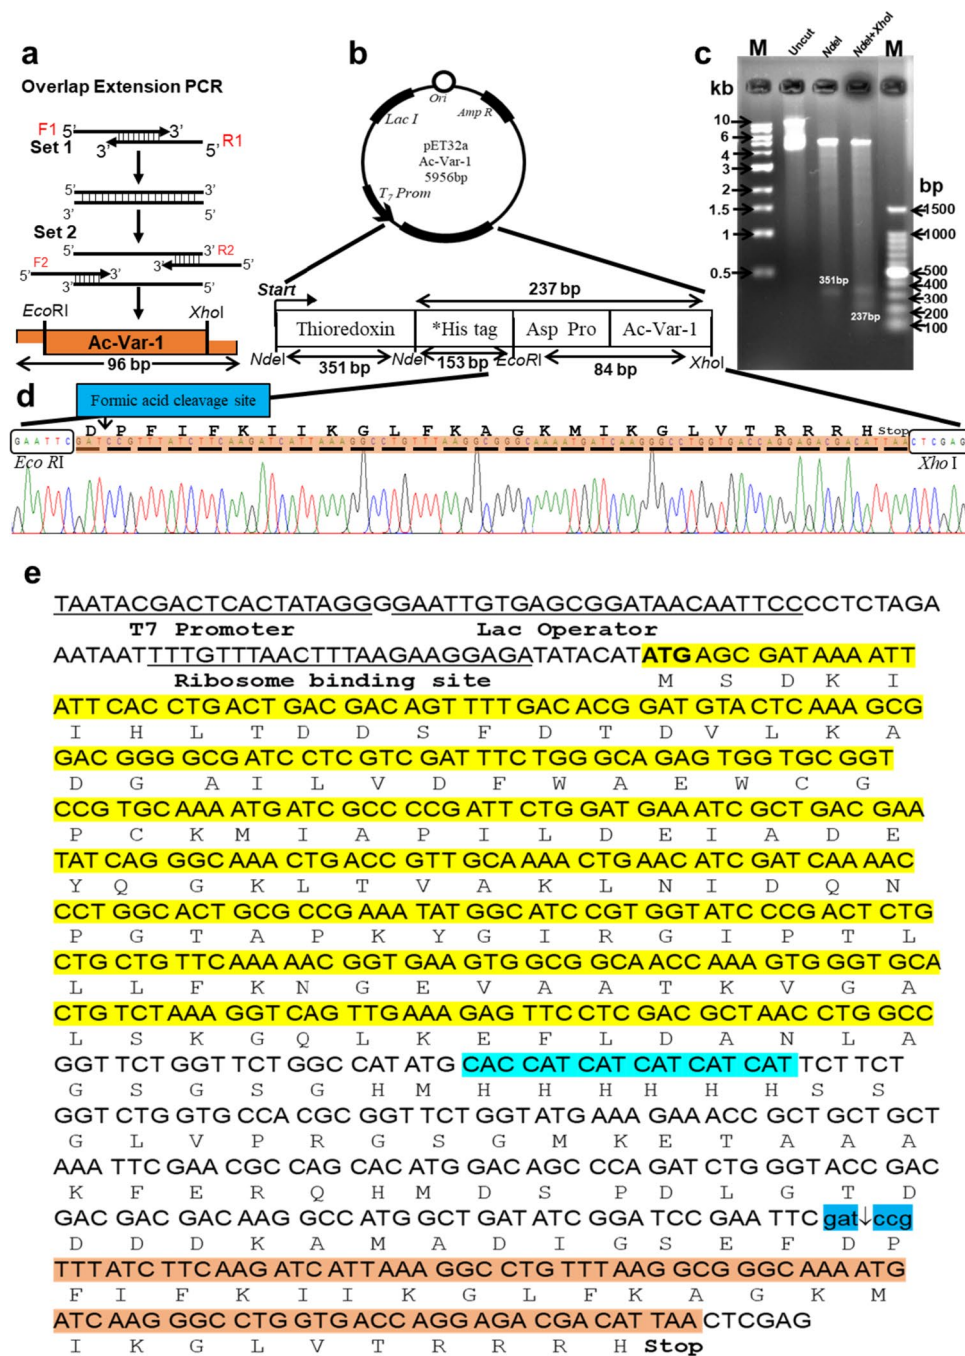 a
Overlap Extension PCR
F1
5’
3’
Set 1
3’
5’
R1
5’
3’
3’
5’
Set 2
5’
3’
R2
F2
3’
5’
5’
3’
3’
5’
EcoRI
XhoI
Ac-Var-1
96 bp
b
Ori
Lac I
Amp R
pET32a
Ac-Var-1
5956bp
T7 Prom
Start
237 bp
Thioredoxin
*His tag
Asp Pro
Ac-Var-1
NdeI
351 bp
NdeI
153 bp
EcoRI
84 bp
XhoI
c
M
Uncut
NdeI
NdeI+XhoI
M
kb
10
6
4
3
2
1.5
1
0.5
bp
1500
1000
500
400
300
200
100
351bp
237bp
d
Formic acid cleavage site
D P F I F K I I K G L F K A G K M I K G L V T R R R H Stop
GAATTC GATCCGTTTATCTTCAAGATCATTAAAGGCCTGTTTAAGGCGGGCAAAATGATCAAGGGCCTGGTGACCAGGAGACGACATTAA CTCGAG
Eco RI
Xho I
e
TAATACGACTCACTATAGGGGAATTGTGAGCGGATAACAATTCCCCTCTAGA
T7 Promoter Lac Operator
AATAATTTTGTTTAACTTTAAGAAGGAGATATACATATGAGC GAT AAA ATT
Ribosome binding site
M S D K I
ATT CAC CTG ACT GAC GAC AGT TTT GAC ACG GAT GTA CTC AAA GCG
I H L T D D S F D T D V L K A
GAC GGG GCG ATC CTC GTC GAT TTC TGG GCA GAG TGG TGC GGT
D G A I L V D F W A E W C G
CCG TGC AAA ATG ATC GCC CCG ATT CTG GAT GAA ATC GCT GAC GAA
P C K M I A P I L D E I A D E
TAT CAG GGC AAA CTG ACC GTT GCA AAA CTG AAC ATC GAT CAA AAC
Y Q G K L T V A K L N I D Q N
CCT GGC ACT GCG CCG AAA TAT GGC ATC CGT GGT ATC CCG ACT CTG
P G T A P K Y G I R G I P T L
CTG CTG TTC AAA AAC GGT GAA GTG GCG GCA ACC AAA GTG GGT GCA
L L F K N G E V A A T K V G A
CTG TCT AAA GGT CAG TTG AAA GAG TTC CTC GAC GCT AAC CTG GCC
L S K G Q L K E F L D A N L A
GGT TCT GGT TCT GGC CAT ATG CAC CAT CAT CAT CAT CAT TCT TCT
G S G S G H M H H H H H H S S
GGT CTG GTG CCA CGC GGT TCT GGT ATG AAA GAA ACC GCT GCT GCT
G L V P R G S G M K E T A A A
AAA TTC GAA CGC CAG CAC ATG GAC AGC CCA GAT CTG GGT ACC GAC
K F E R Q H M D S P D L G T D
GAC GAC GAC AAG GCC ATG GCT GAT ATC GGA TCC GAA TTC gat↓ccg
D D D K A M A D I G S E F D P
TTT ATC TTC AAG ATC ATT AAA GGC CTG TTT AAG GCG GGC AAA ATG
F I F K I I K G L F K A G K M
ATC AAG GGC CTG GTG ACC AGG AGA CGA CAT TAA CTCGAG
I K G L V T R R R H Stop